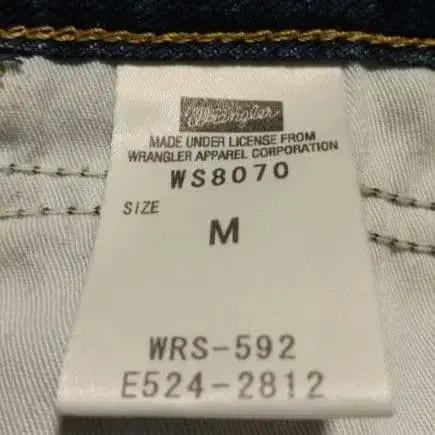 Wrangler
MADE UNDER LICENSE FROM
WRANGLER APPAREL CORPORATION
WS8070
SIZE
M
WRS-592
E524-2812